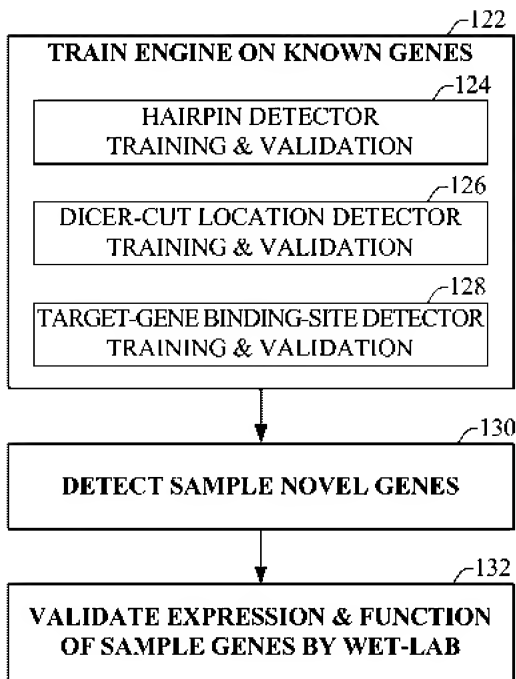 122
TRAIN ENGINE ON KNOWN GENES
124
HAIRPIN DETECTOR
TRAINING & VALIDATION
126
DICER-CUT LOCATION DETECTOR
TRAINING & VALIDATION
128
TARGET-GENE BINDING-SITE DETECTOR
TRAINING & VALIDATION
130
DETECT SAMPLE NOVEL GENES
132
VALIDATE EXPRESSION & FUNCTION
OF SAMPLE GENES BY WET-LAB